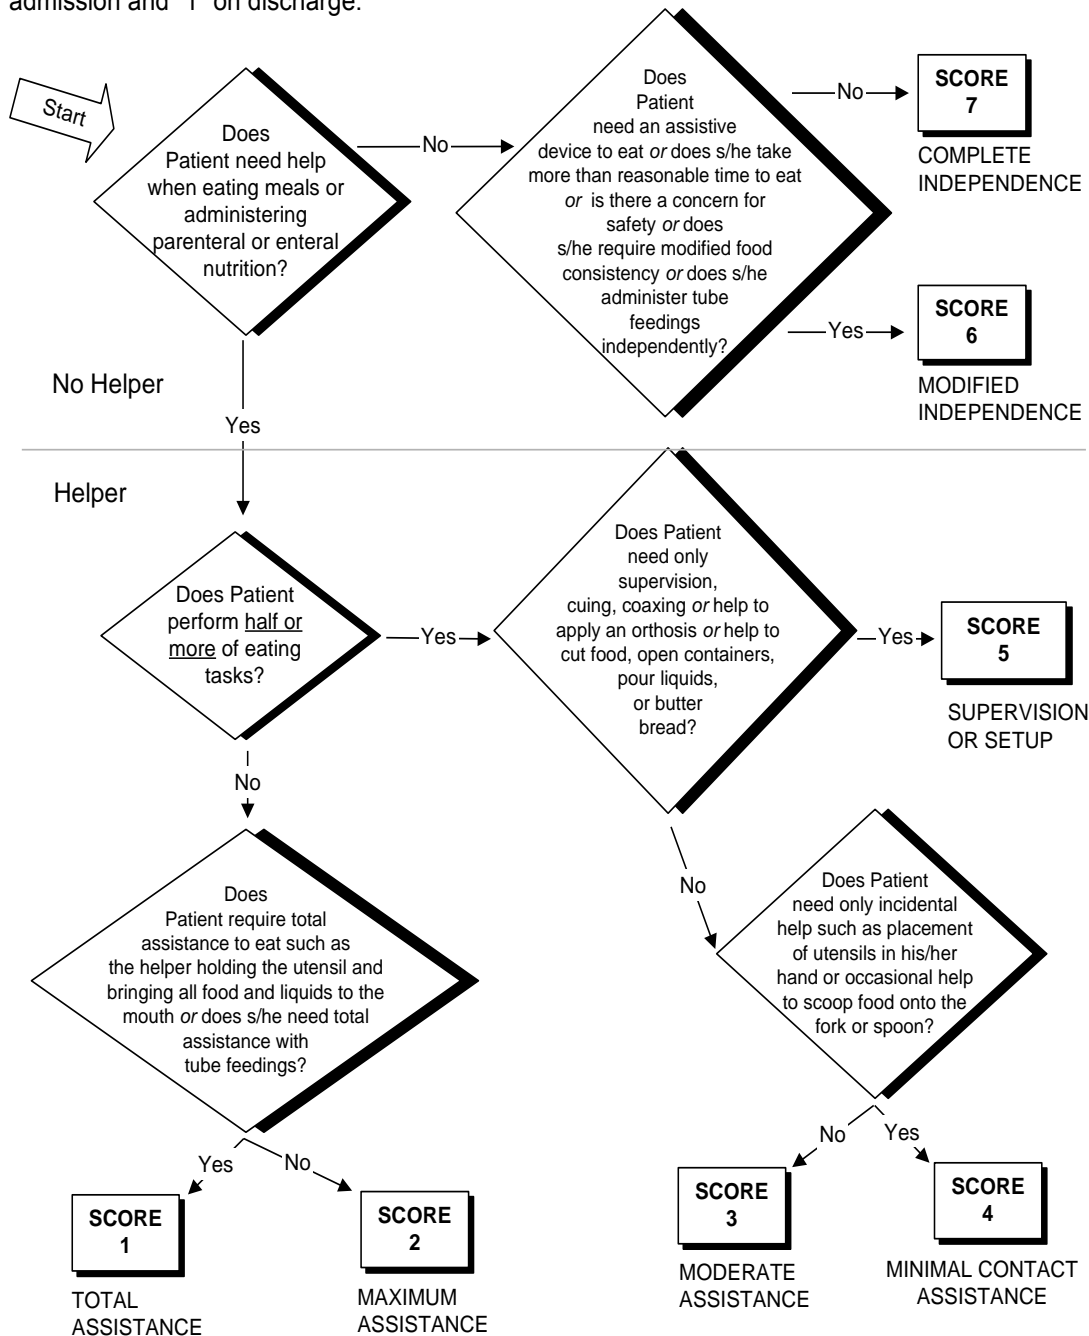 admission and "1" on discharge.
Start
Does
Patient need help
when eating meals or
administering
parenteral or enteral
nutrition?
No
Does
Patient
need an assistive
device to eat or does s/he take
more than reasonable time to eat
or is there a concern for
safety or does
s/he require modified food
consistency or does s/he
administer tube
feedings
independently?
No
SCORE
7
COMPLETE
INDEPENDENCE
Yes
SCORE
6
MODIFIED
INDEPENDENCE
No Helper
Yes
Helper
Does Patient
perform half or
more of eating
tasks?
Yes
Does Patient
need only
supervision,
cuing, coaxing or help to
apply an orthosis or help to
cut food, open containers,
pour liquids,
or butter
bread?
Yes
SCORE
5
SUPERVISION
OR SETUP
No
Does
Patient require total
assistance to eat such as
the helper holding the utensil and
bringing all food and liquids to the
mouth or does s/he need total
assistance with
tube feedings?
No
Does Patient
need only incidental
help such as placement
of utensils in his/her
hand or occasional help
to scoop food onto the
fork or spoon?
Yes
No
SCORE
1
TOTAL
ASSISTANCE
SCORE
2
MAXIMUM
ASSISTANCE
No
Yes
SCORE
3
MODERATE
ASSISTANCE
SCORE
4
MINIMAL CONTACT
ASSISTANCE